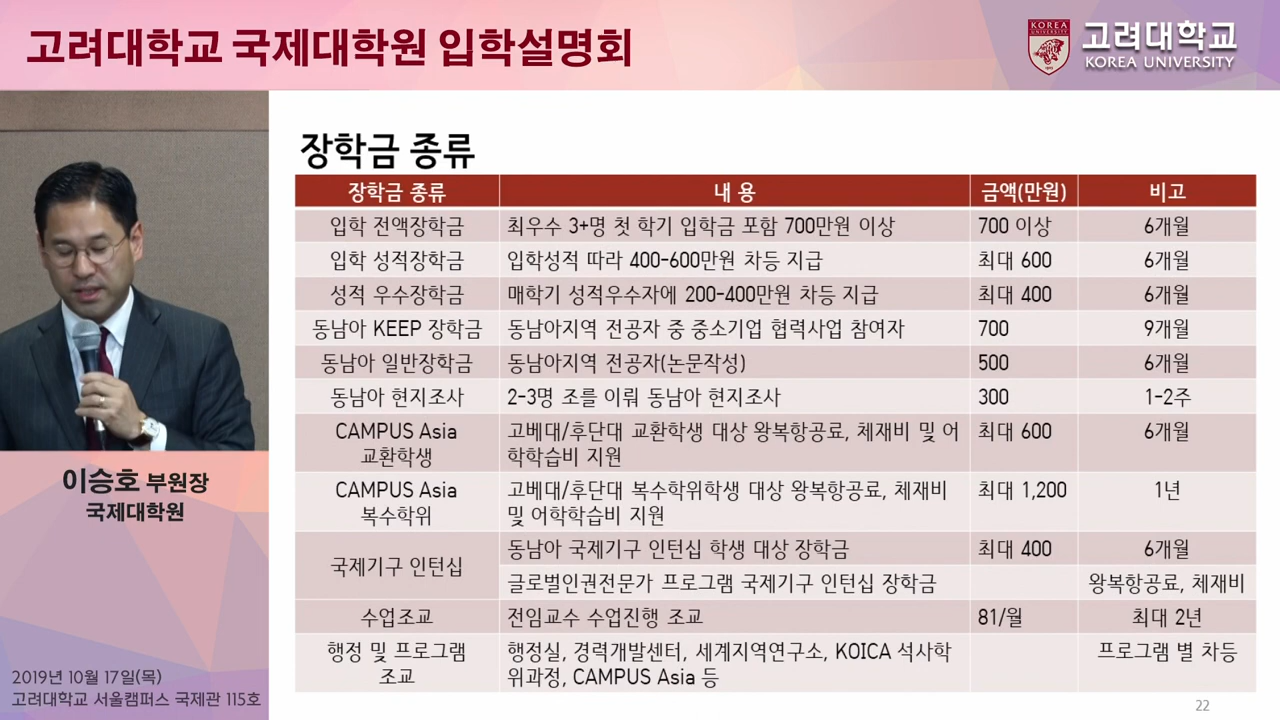 고려대학교 국제대학원 입학설명회
KOREA
UNIVERSITY
고려대학교
KOREA UNIVERSITY
장학금 종류
장학금 종류 내 용 금액(만원) 비고
입학 전액장학금 최우수 3+명 첫 학기 입학금 포함 700만원 이상 700 이상 6개월
입학 성적장학금 입학성적 따라 400-600만원 차등 지급 최대 600 6개월
성적 우수장학금 매학기 성적우수자에 200-400만원 차등 지급 최대 400 6개월
동남아 KEEP 장학금 동남아지역 전공자 중 중소기업 협력사업 참여자 700 9개월
동남아 일반장학금 동남아지역 전공자(논문작성) 500 6개월
동남아 현지조사 2-3명 조를 이뤄 동남아 현지조사 300 1-2주
CAMPUS Asia 고베대/후단대 교환학생 대상 왕복항공료, 체재비 및 어 최대 600 6개월
교환학생 학학습비 지원
CAMPUS Asia 고베대/후단대 복수학위학생 대상 왕복항공료, 체재비 최대 1,200 1년
복수학위 및 어학학습비 지원
국제기구 인턴십 동남아 국제기구 인턴십 학생 대상 장학금 최대 400 6개월
글로벌인권전문가 프로그램 국제기구 인턴십 장학금 왕복항공료, 체재비
수업조교 전임교수 수업진행 조교 81/월 최대 2년
행정 및 프로그램 행정실, 경력개발센터, 세계지역연구소, KOICA 석사학 프로그램 별 차등
조교 위과정, CAMPUS Asia 등
이승호 부원장
국제대학원
2019년 10월 17일(목)
고려대학교 서울캠퍼스 국제관 115호
22